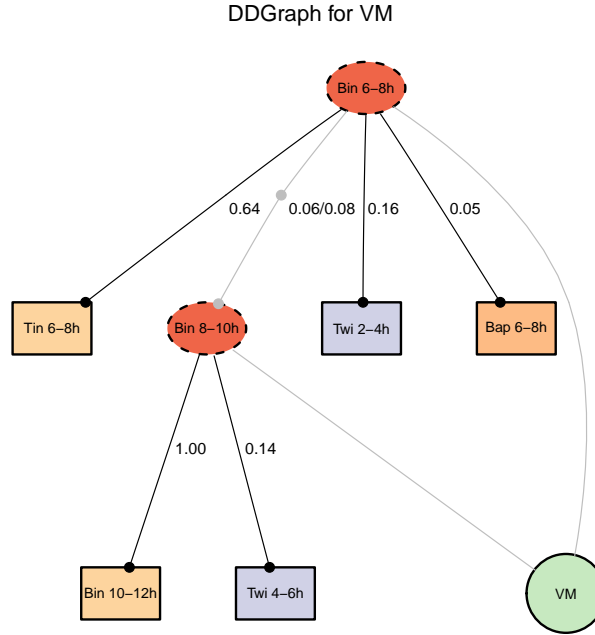 DDGraph for VM
Bin 6−8h
0.64
0.06/0.08
0.16
0.05
Tin 6−8h
Bin 8−10h
Twi 2−4h
Bap 6−8h
1.00
0.14
Bin 10−12h
Twi 4−6h
VM